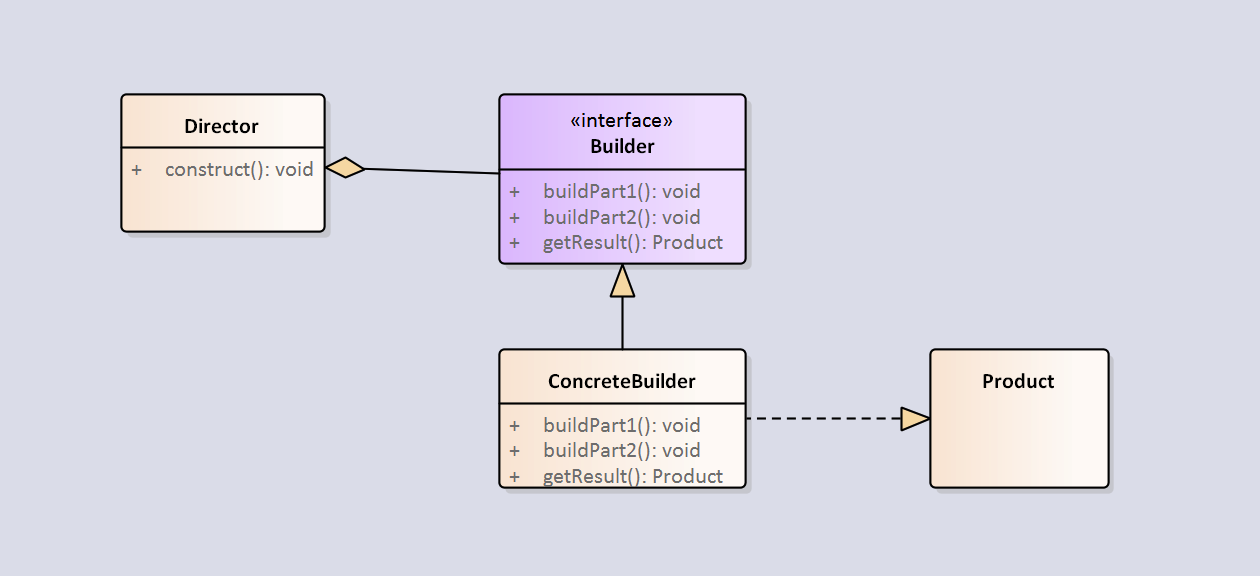 Director
+ construct(): void
«interface»
Builder
+ buildPart1(): void
+ buildPart2(): void
+ getResult(): Product
ConcreteBuilder
+ buildPart1(): void
+ buildPart2(): void
+ getResult(): Product
Product